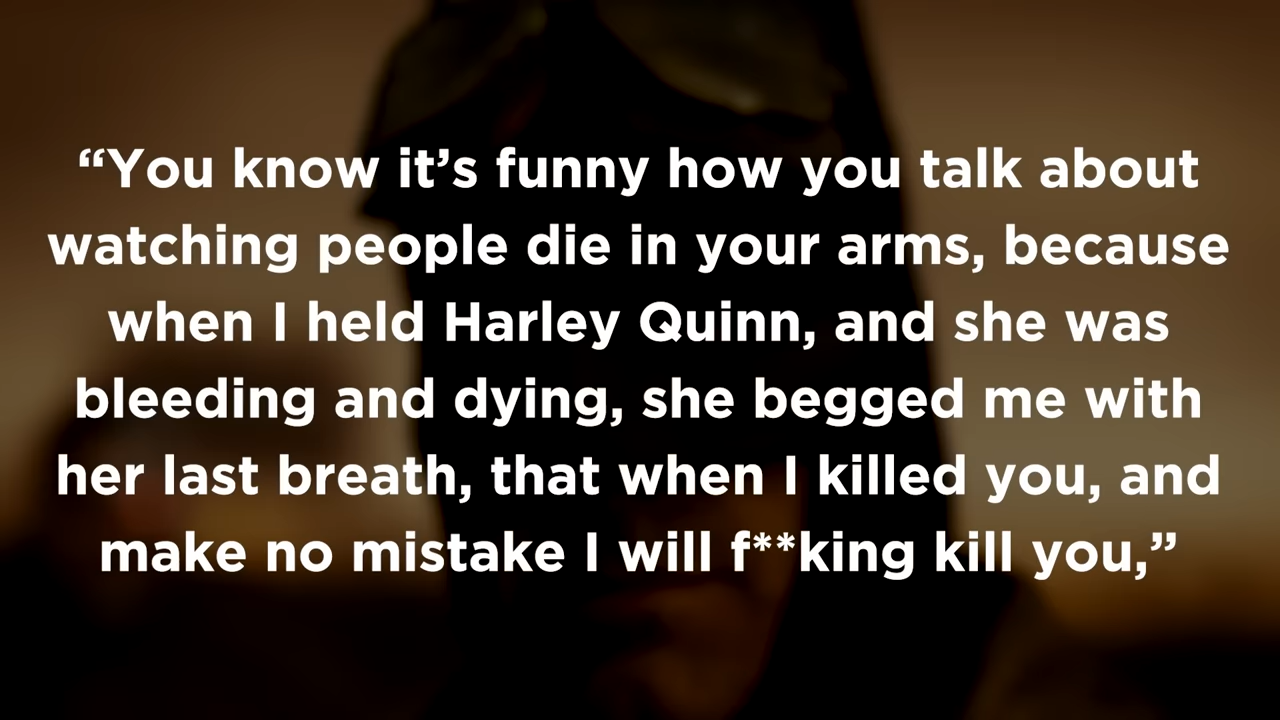 “You know it’s funny how you talk about
watching people die in your arms, because
when I held Harley Quinn, and she was
bleeding and dying, she begged me with
her last breath, that when I killed you, and
make no mistake I will f**king kill you,”